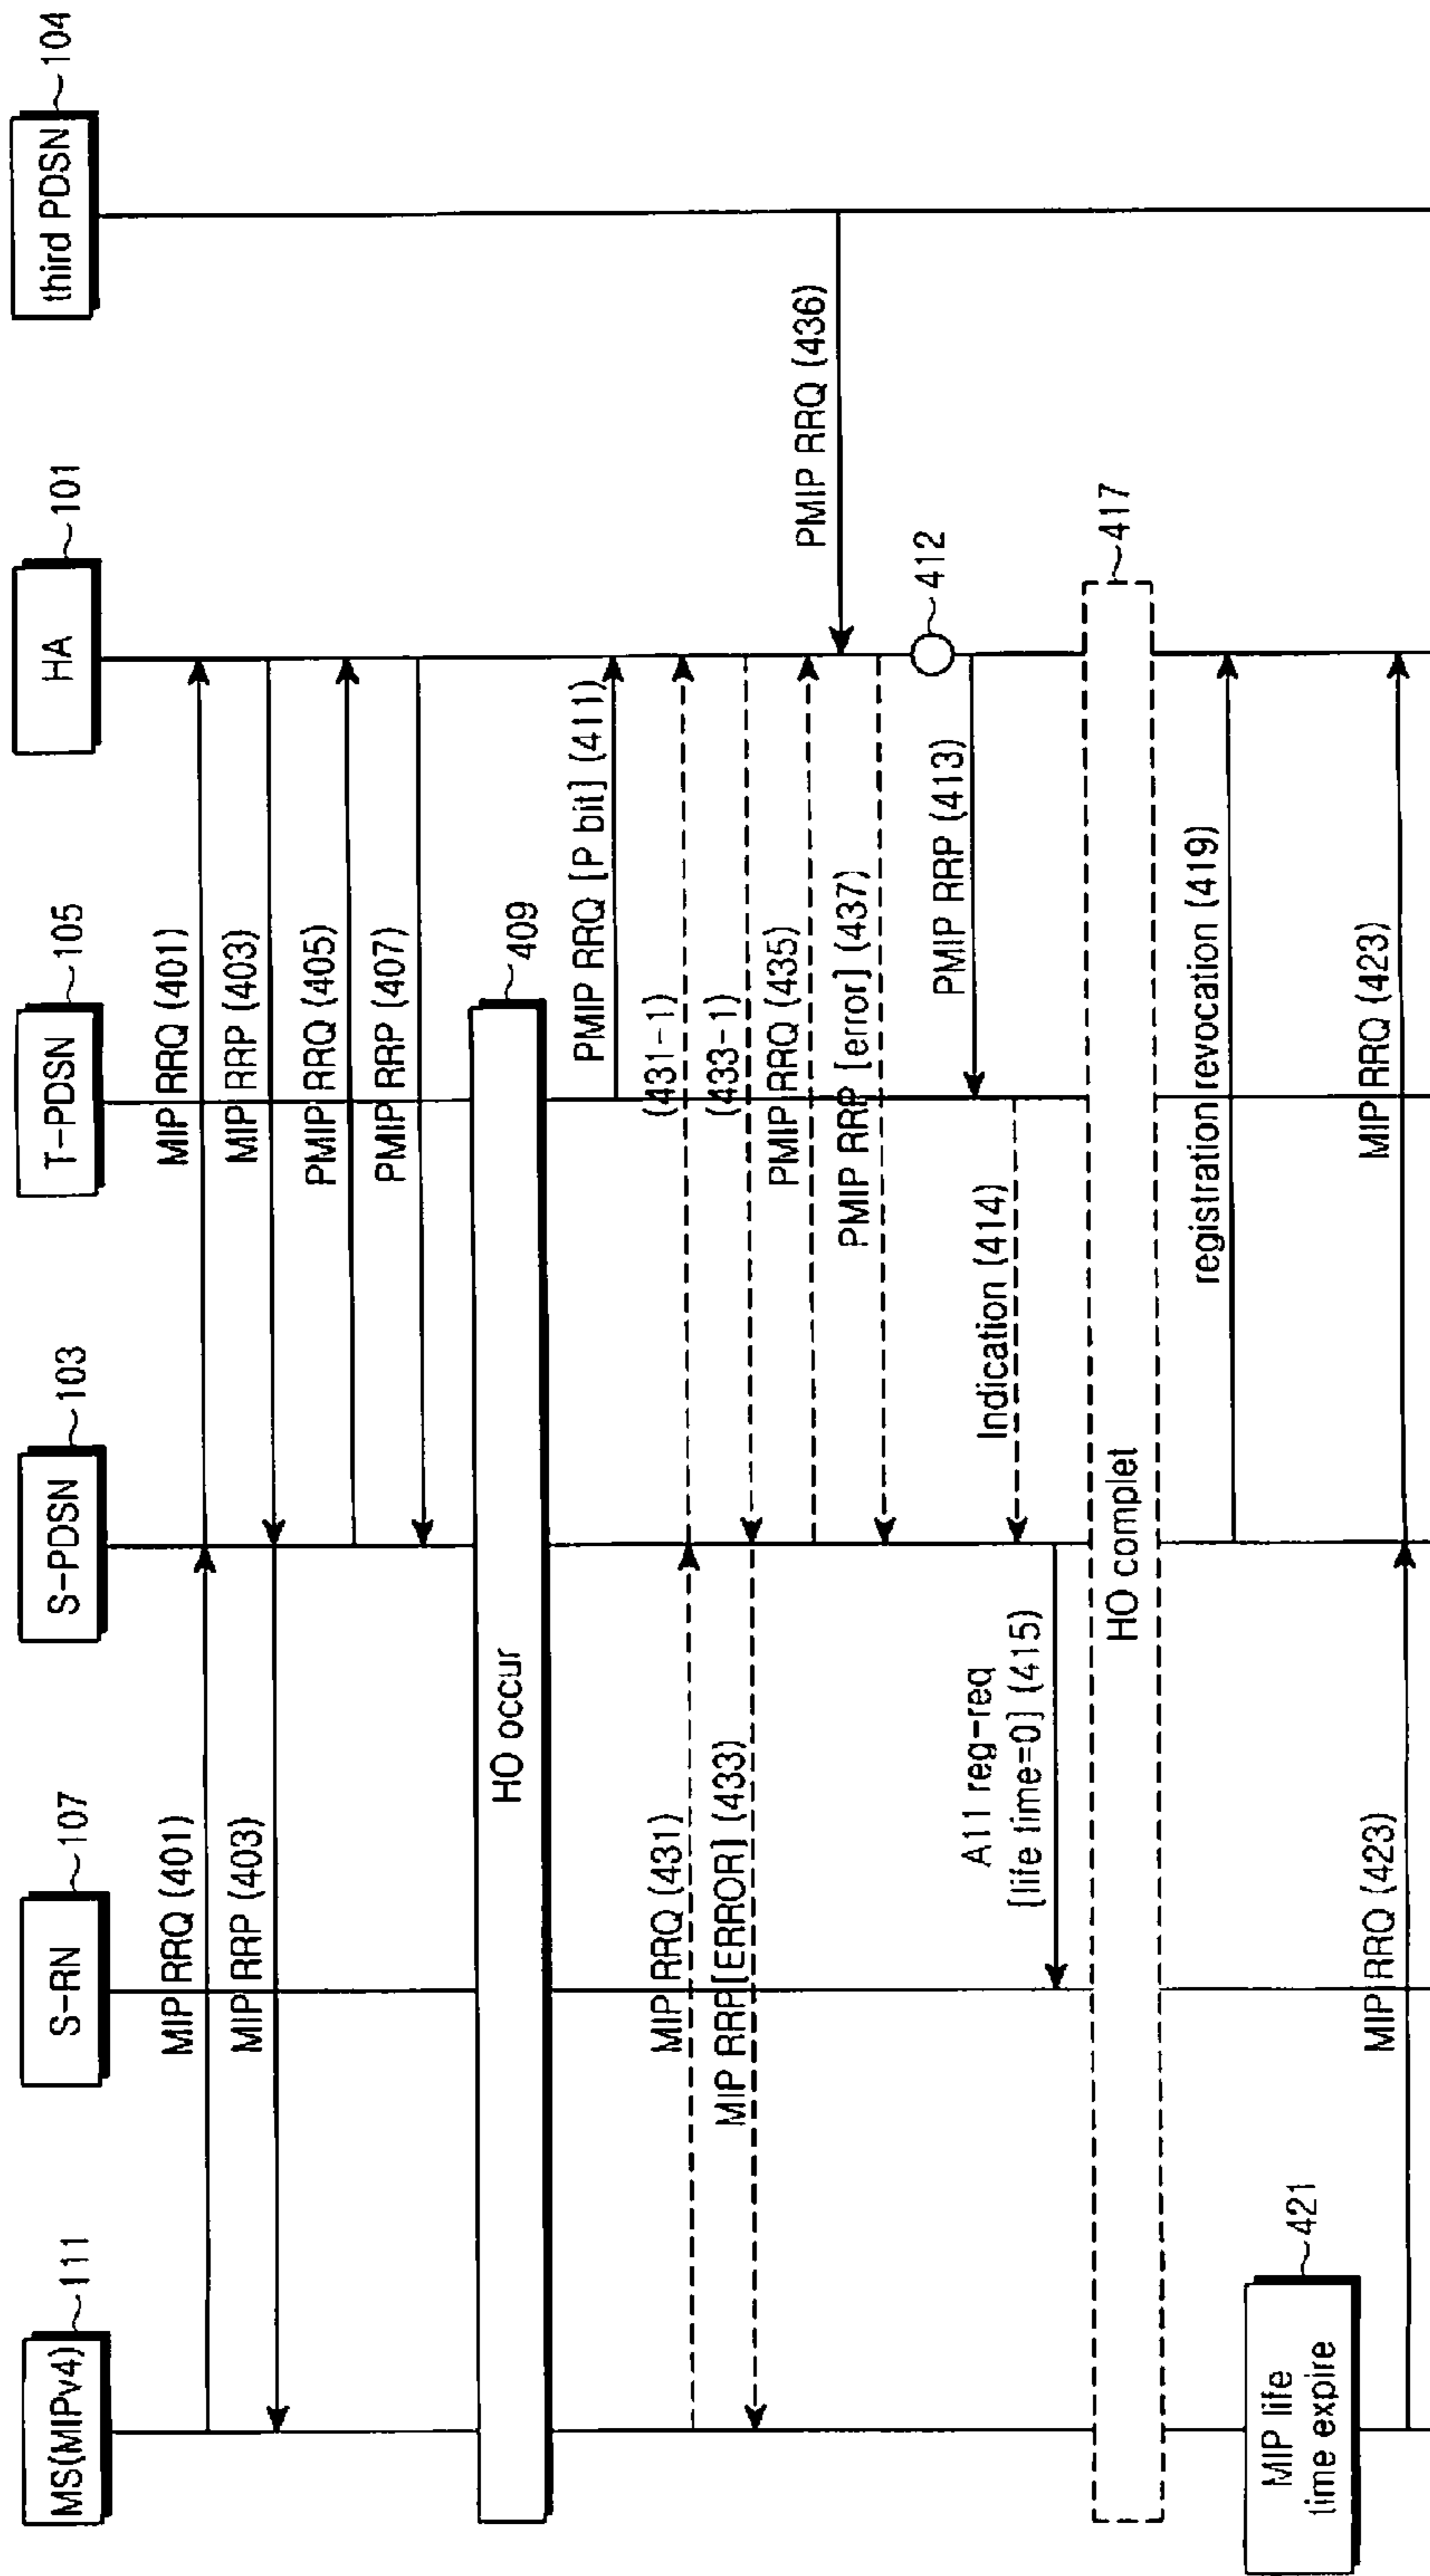 MS(MIPv4)
111
S-RN
107
S-PDSN
103
T-PDSN
105
HA
101
third PDSN
104
MIP RRQ (401)
MIP RRQ (401)
MIP RRP (403)
MIP RRP (403)
PMIP RRQ (405)
PMIP RRP (407)
HO occur
409
PMIP RRQ [P bit] (411)
MIP RRQ (431)
(431-1)
MIP RRP[ERROR] (433)
(433-1)
PMIP RRQ (435)
PMIP RRQ (436)
PMIP RRP [error] (437)
412
PMIP RRP (413)
Indication (414)
A11 reg-req
[life time=0] (415)
HO complet
417
registration revocation (419)
MIP life
time expire
421
MIP RRQ (423)
MIP RRQ (423)